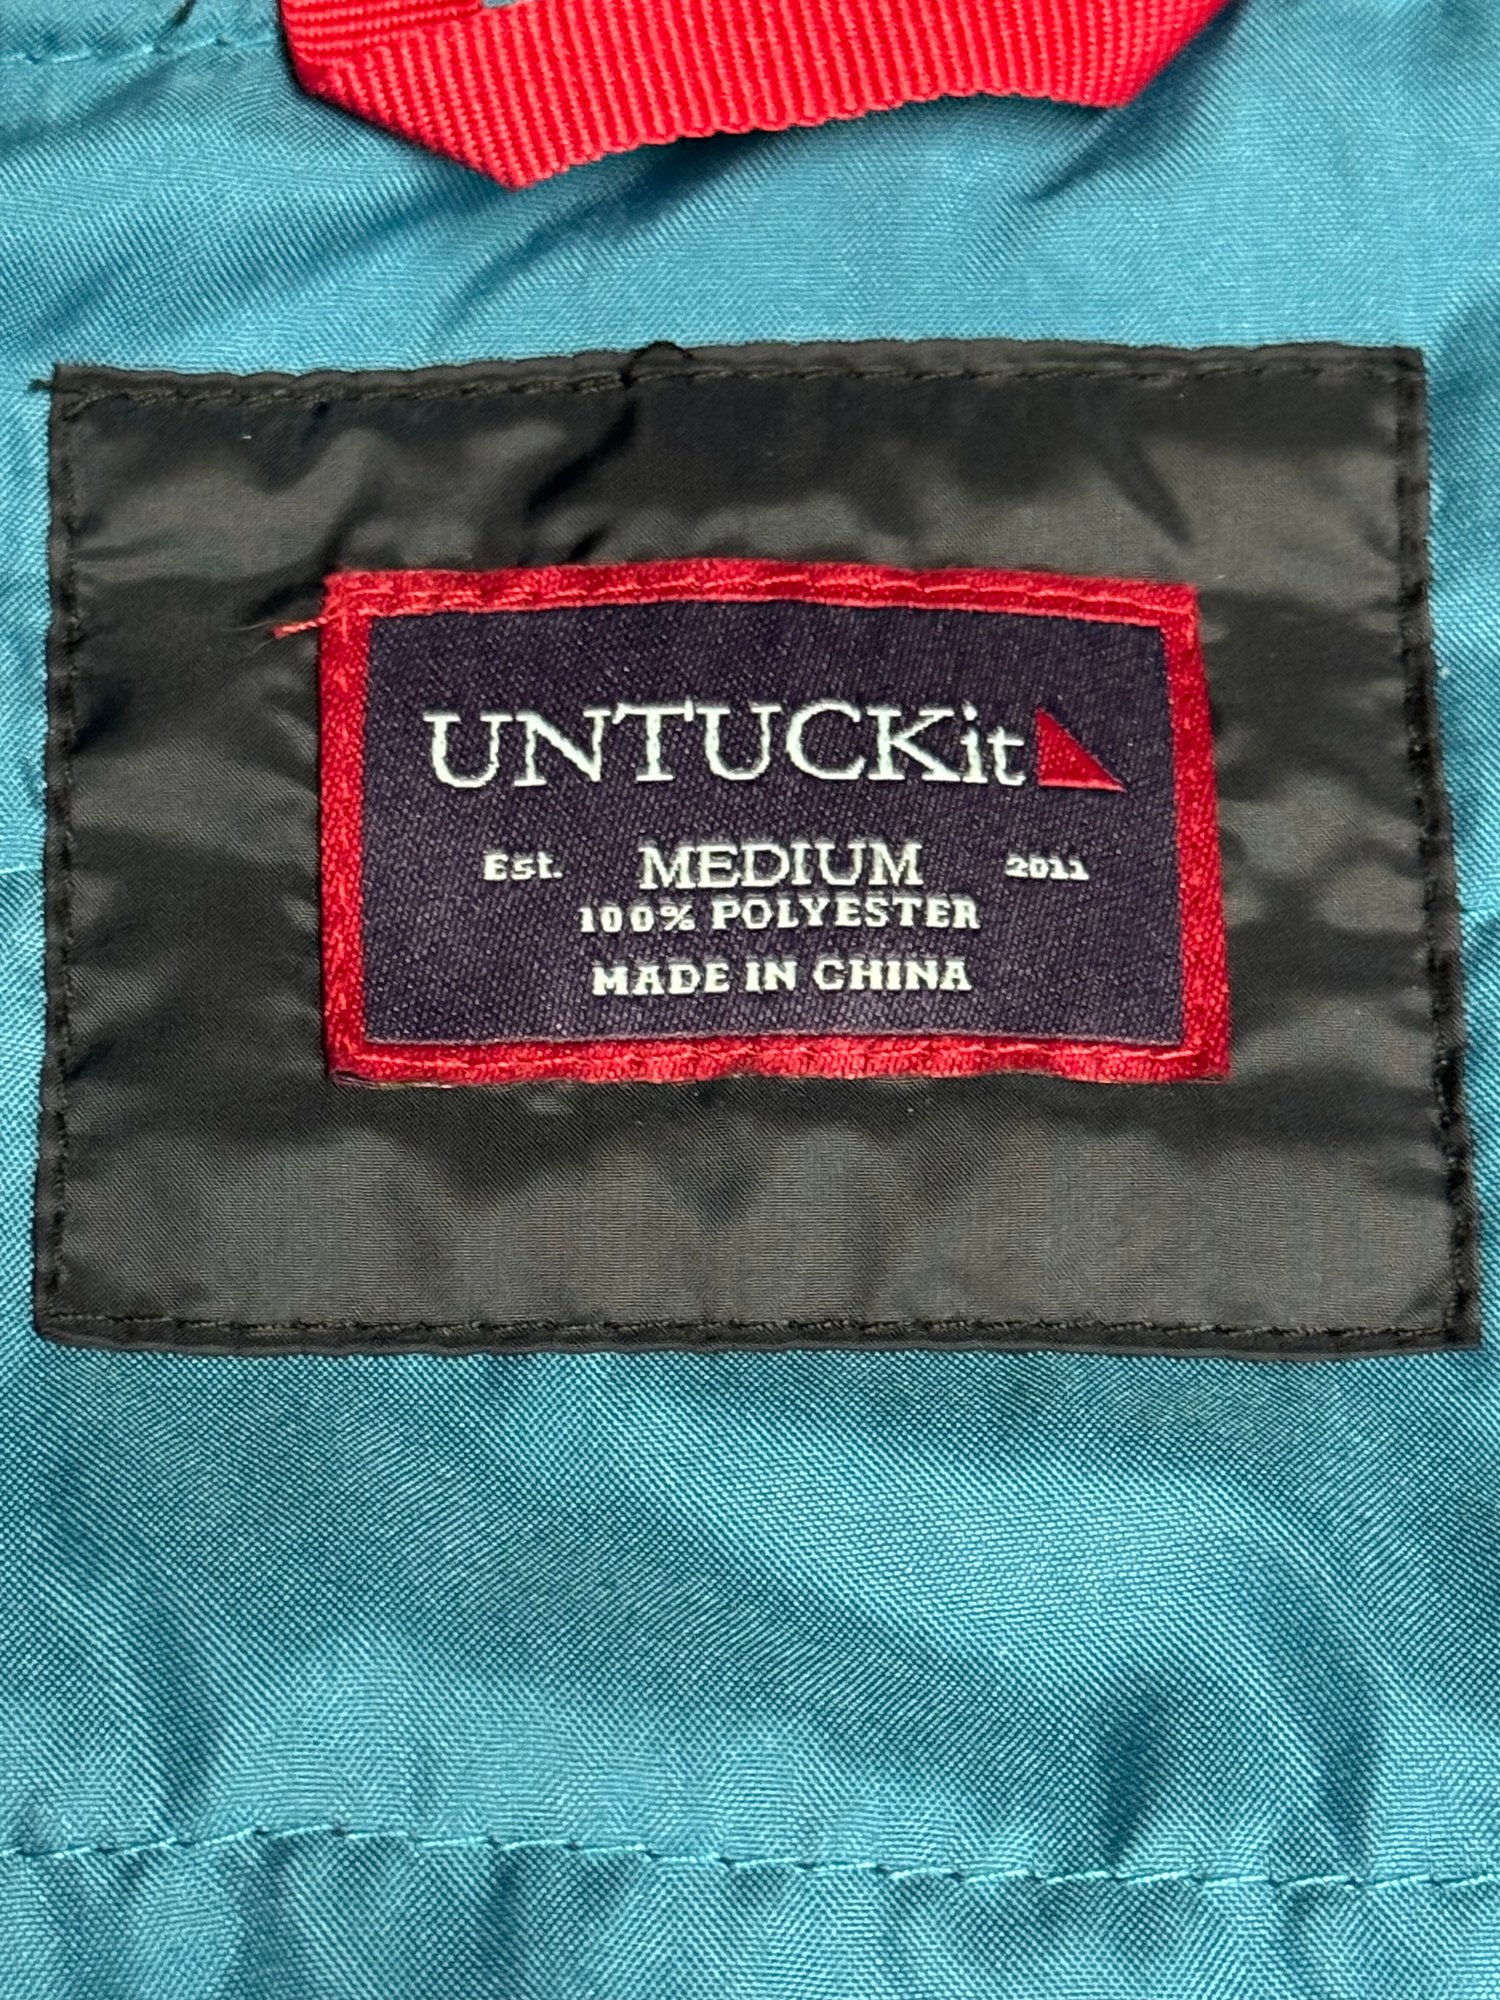 UNTUCKit
Est. MEDIUM 2011
100% POLYESTER
MADE IN CHINA